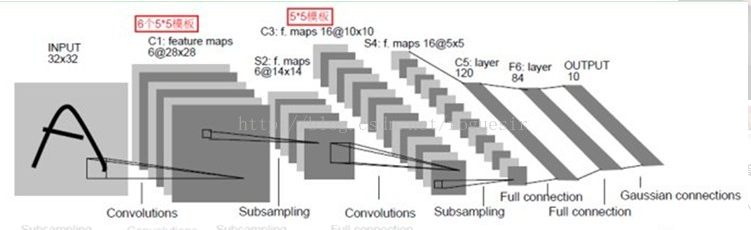 6个5*5模板
5*5模板
INPUT
32x32
C1: feature maps
6@28x28
S2: f. maps
6@14x14
C3: f. maps 16@10x10
S4: f. maps 16@5x5
C5: layer
120
F6: layer
84
OUTPUT
10
Convolutions
Subsampling
Convolutions
Subsampling
Full connection
Full connection
Gaussian connections